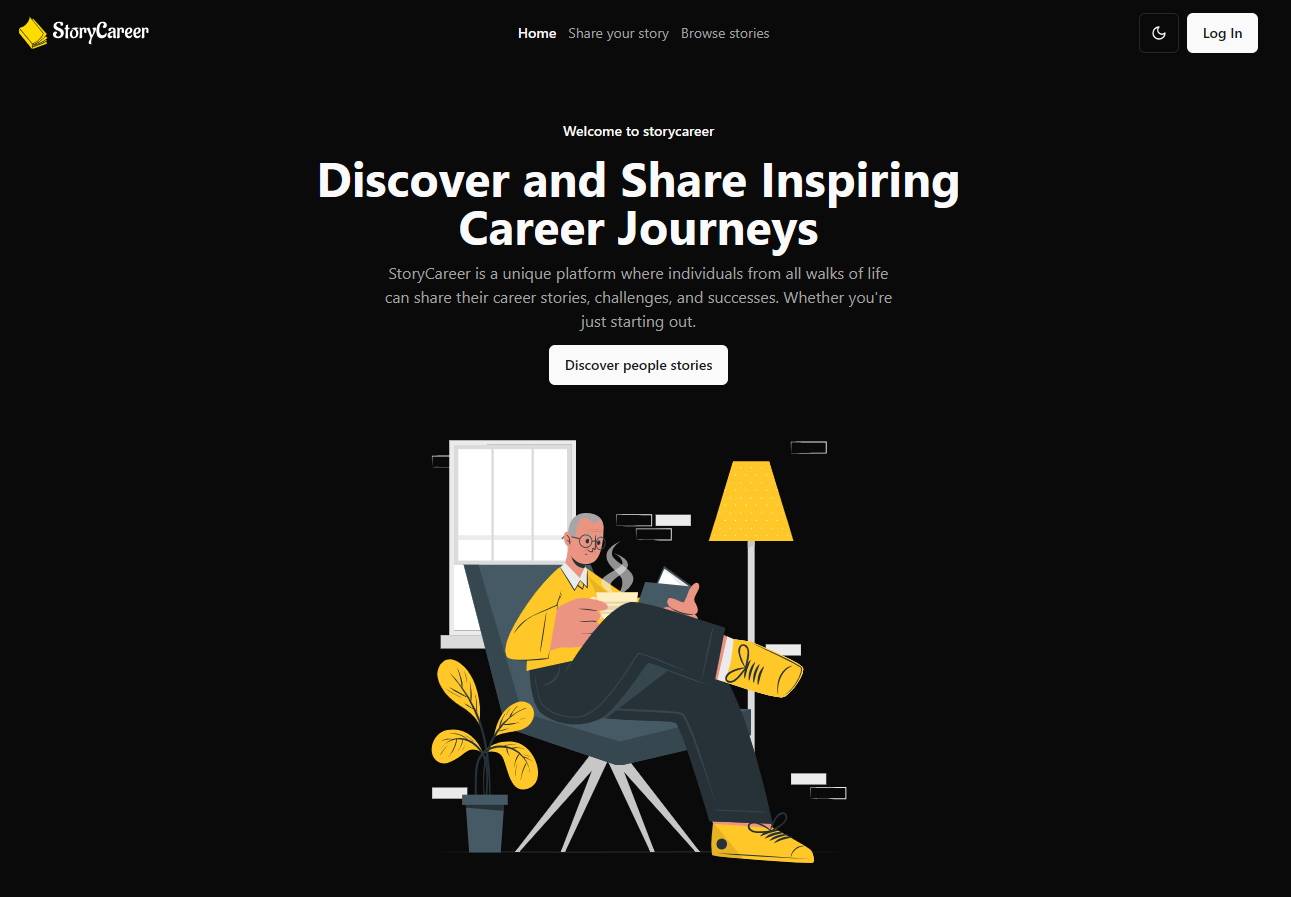 StoryCareer
Home Share your story Browse stories
Log In
Welcome to storycareer
Discover and Share Inspiring
Career Journeys
StoryCareer is a unique platform where individuals from all walks of life
can share their career stories, challenges, and successes. Whether you're
just starting out.
Discover people stories